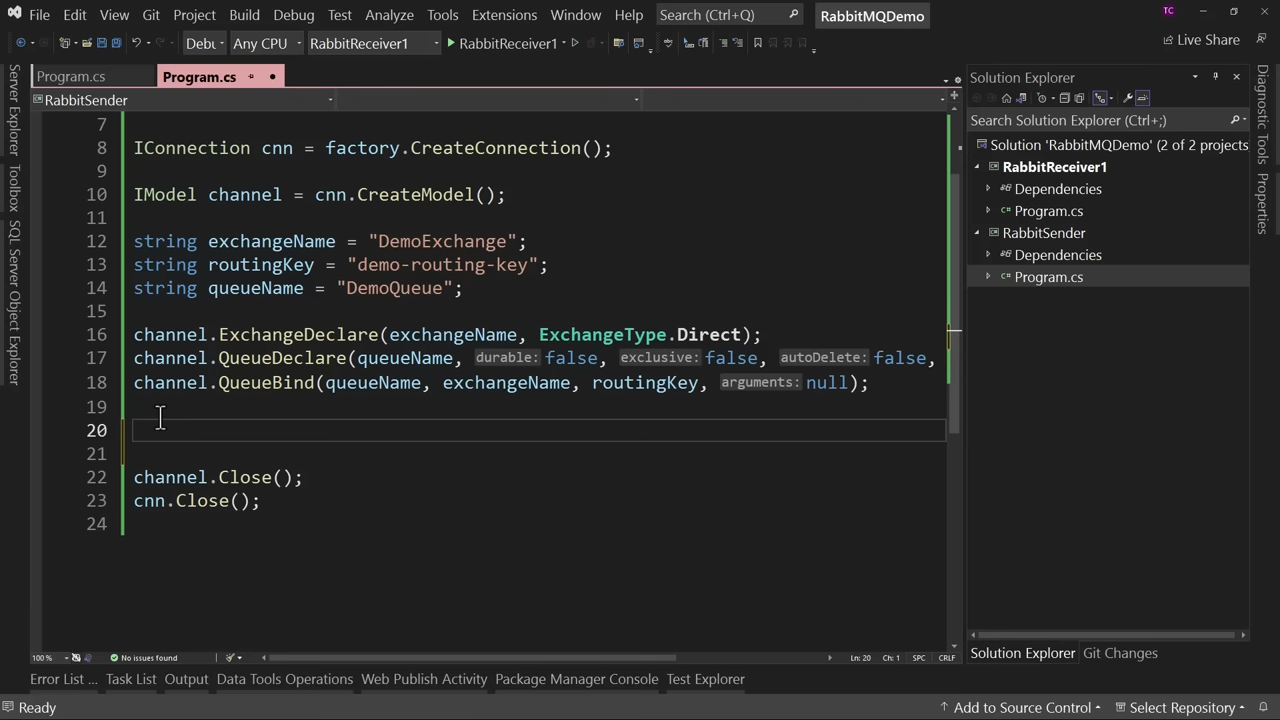 File Edit View Git Project Build Debug Test Analyze Tools Extensions Window Help Search (Ctrl+Q) RabbitMQDemo TC
Debu Any CPU RabbitReceiver1 RabbitReceiver1 Live Share
Program.cs Program.cs
RabbitSender
7
8 IConnection cnn = factory.CreateConnection();
9
10 IModel channel = cnn.CreateModel();
11
12 string exchangeName = "DemoExchange";
13 string routingKey = "demo-routing-key";
14 string queueName = "DemoQueue";
15
16 channel.ExchangeDeclare(exchangeName, ExchangeType.Direct);
17 channel.QueueDeclare(queueName, durable: false, exclusive: false, autoDelete: false,
18 channel.QueueBind(queueName, exchangeName, routingKey, arguments: null);
19
20
21
22 channel.Close();
23 cnn.Close();
24
Server Explorer
Toolbox
SQL Server Object Explorer
Solution Explorer
Search Solution Explorer (Ctrl+;)
Solution 'RabbitMQDemo' (2 of 2 projects
RabbitReceiver1
Dependencies
C# Program.cs
RabbitSender
Dependencies
C# Program.cs
Solution Explorer Git Changes
Diagnostic Tools
Properties
100 % No issues found Ln: 20 Ch: 1 SPC CRLF
Error List ... Task List Output Data Tools Operations Web Publish Activity Package Manager Console Test Explorer
Ready Add to Source Control Select Repository